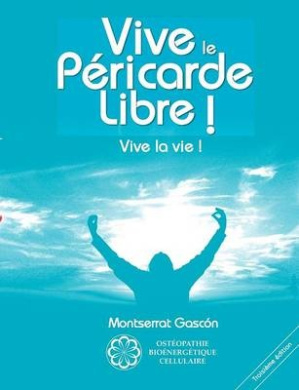 Vive le
Péricarde
Libre !
Vive la vie !
Montserrat Gascón
OSTÉOPATHIE
BIOÉNERGÉTIQUE
CELLULAIRE
Troisième édition